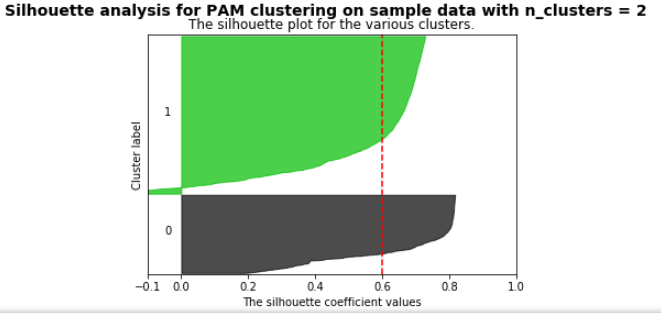 Silhouette analysis for PAM clustering on sample data with n_clusters = 2
The silhouette plot for the various clusters.
Cluster label
1
0
−0.1 0.0 0.2 0.4 0.6 0.8 1.0
The silhouette coefficient values